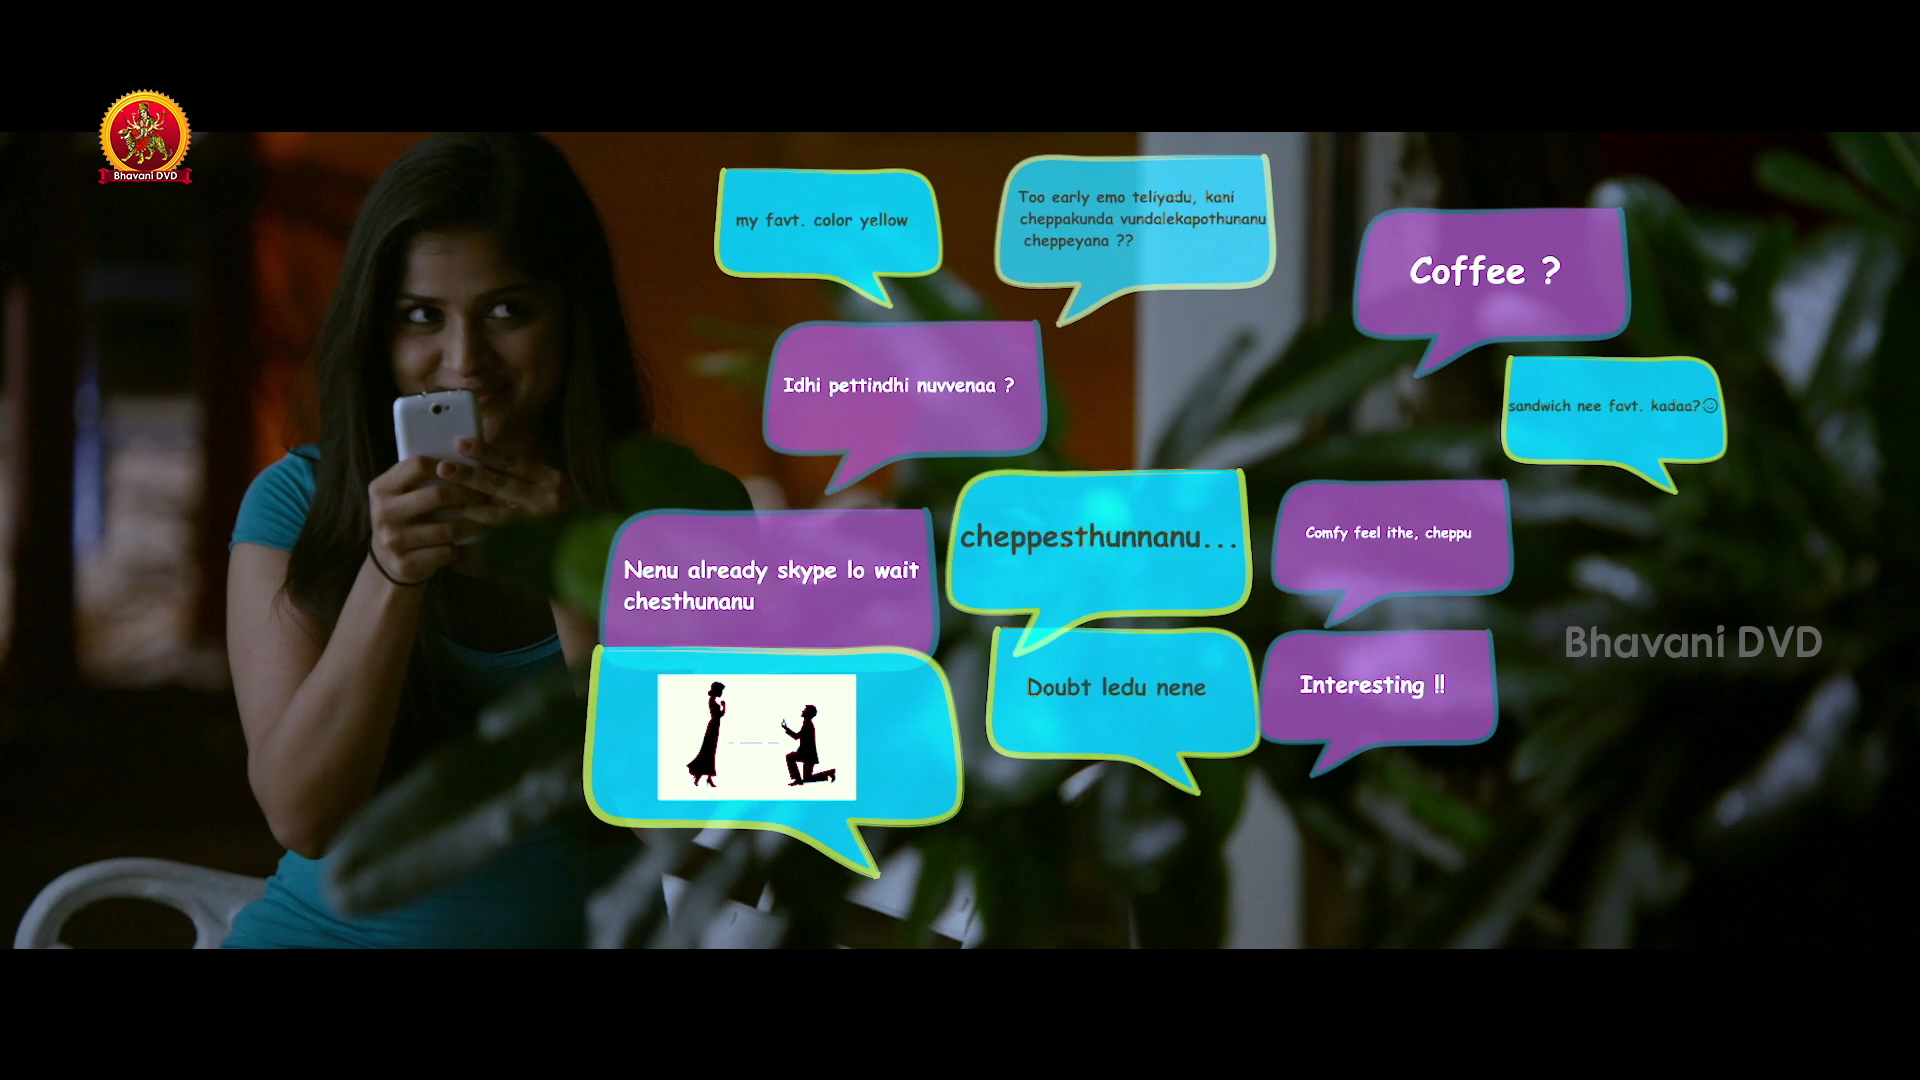 Bhavani DVD
my favt. color yellow
Too early emo teliyadu, kani
cheppakunda vundalekapothunanu
cheppeyana ??
Coffee ?
Idhi pettindhi nuvvenaa ?
sandwich nee favt. kadaa?☺
Nenu already skype lo wait
chesthunanu
cheppesthunnanu...
Comfy feel ithe, cheppu
Doubt ledu nene
Interesting !!
Bhavani DVD